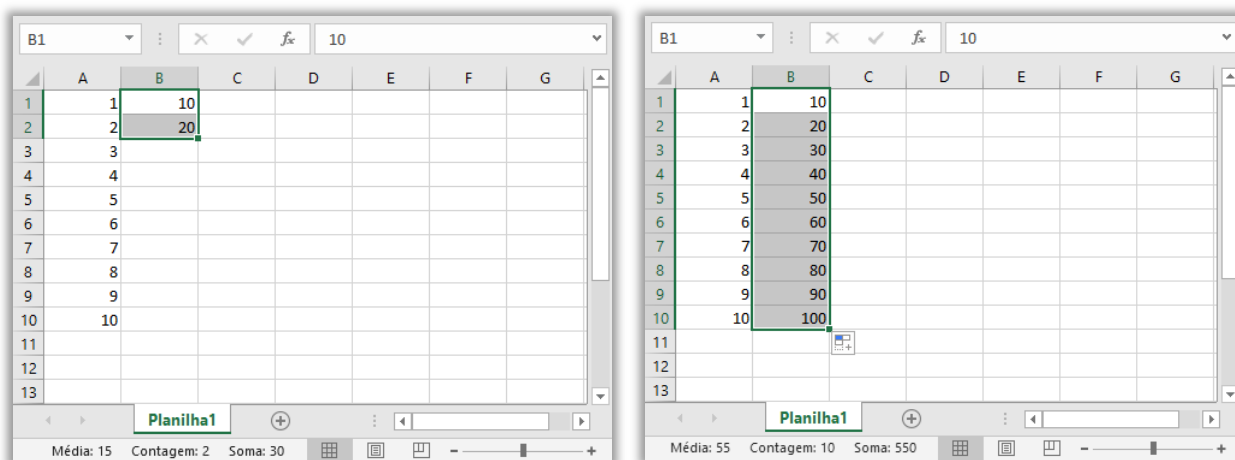 B1 fx 10
A B C D E F G
1 1 10
2 2 20
3 3
4 4
5 5
6 6
7 7
8 8
9 9
10 10
11
12
13
Planilha1
Média: 15 Contagem: 2 Soma: 30
B1 fx 10
A B C D E F G
1 1 10
2 2 20
3 3 30
4 4 40
5 5 50
6 6 60
7 7 70
8 8 80
9 9 90
10 10 100
11
12
13
Planilha1
Média: 55 Contagem: 10 Soma: 550